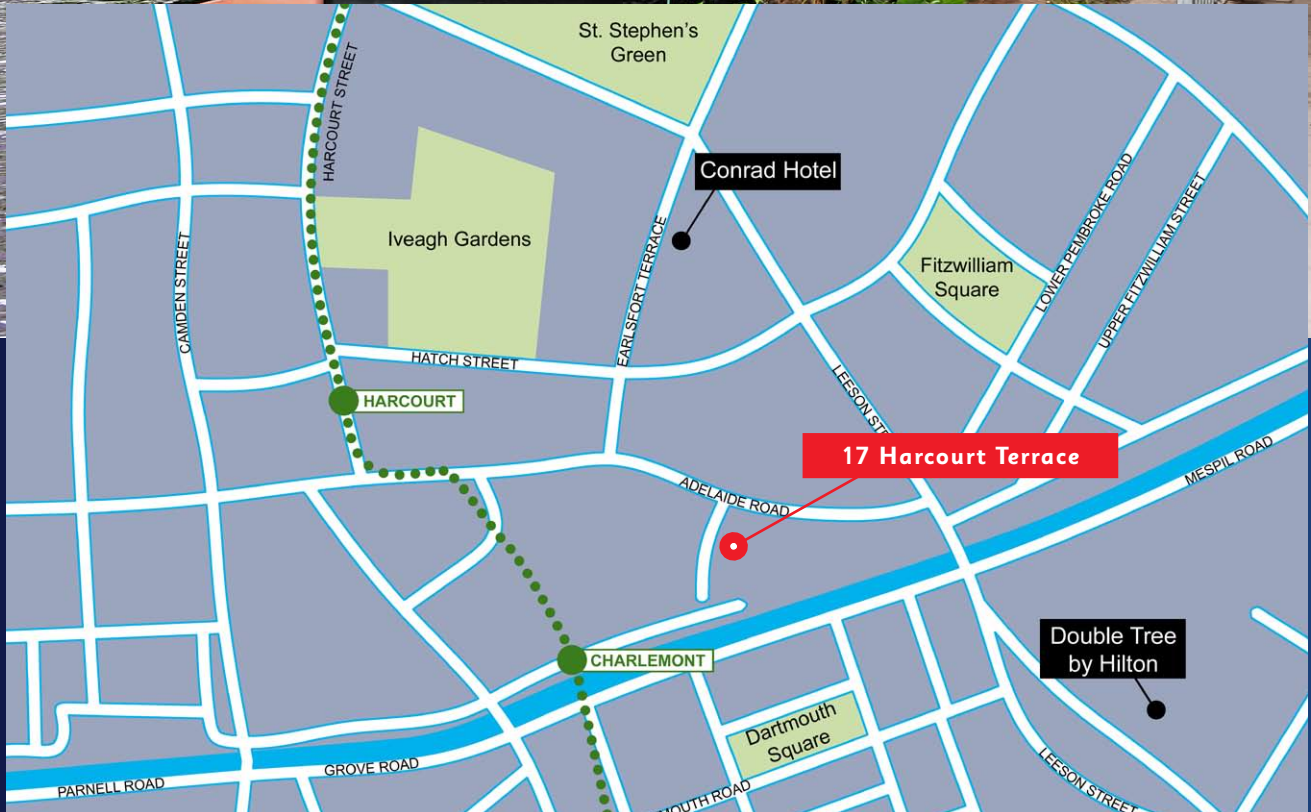 St. Stephen's
Green
HARCOURT STREET
Conrad Hotel
Iveagh Gardens
CAMDEN STREET
EARLSFORT TERRACE
Fitzwilliam
Square
LOWER PEMBROKE ROAD
UPPER FITZWILLIAM STREET
HATCH STREET
HARCOURT
LEESON
17 Harcourt Terrace
ADELAIDE ROAD
MESPIL ROAD
CHARLEMONT
Double Tree
by Hilton
Dartmouth
Square
LEESON STREET
GROVE ROAD
PARNELL ROAD
ROAD